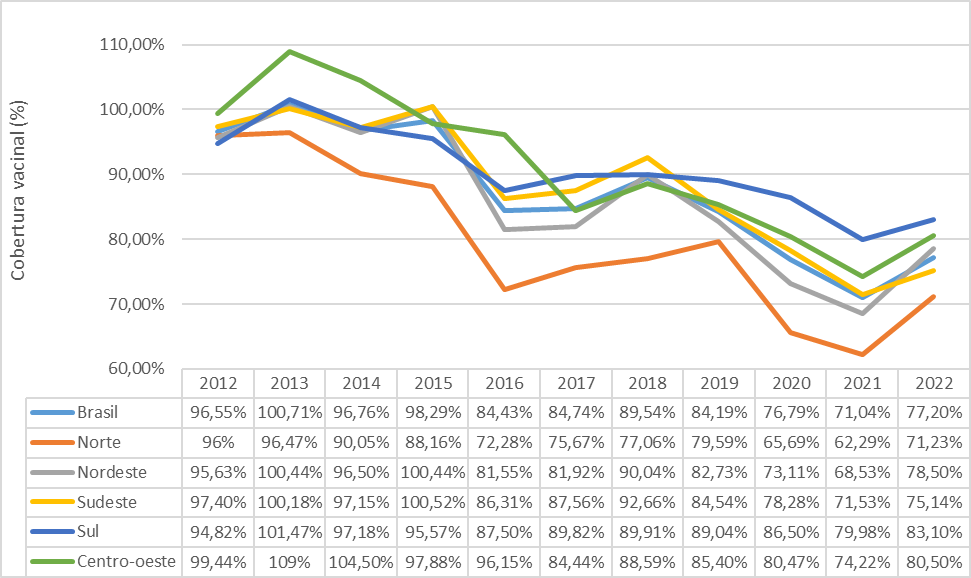 Cobertura vacinal (%)
110,00%
100,00%
90,00%
80,00%
70,00%
60,00%
2012 2013 2014 2015 2016 2017 2018 2019 2020 2021 2022
Brasil 96,55% 100,71% 96,76% 98,29% 84,43% 84,74% 89,54% 84,19% 76,79% 71,04% 77,20%
Norte 96% 96,47% 90,05% 88,16% 72,28% 75,67% 77,06% 79,59% 65,69% 62,29% 71,23%
Nordeste 95,63% 100,44% 96,50% 100,44% 81,55% 81,92% 90,04% 82,73% 73,11% 68,53% 78,50%
Sudeste 97,40% 100,18% 97,15% 100,52% 86,31% 87,56% 92,66% 84,54% 78,28% 71,53% 75,14%
Sul 94,82% 101,47% 97,18% 95,57% 87,50% 89,82% 89,91% 89,04% 86,50% 79,98% 83,10%
Centro-oeste 99,44% 109% 104,50% 97,88% 96,15% 84,44% 88,59% 85,40% 80,47% 74,22% 80,50%